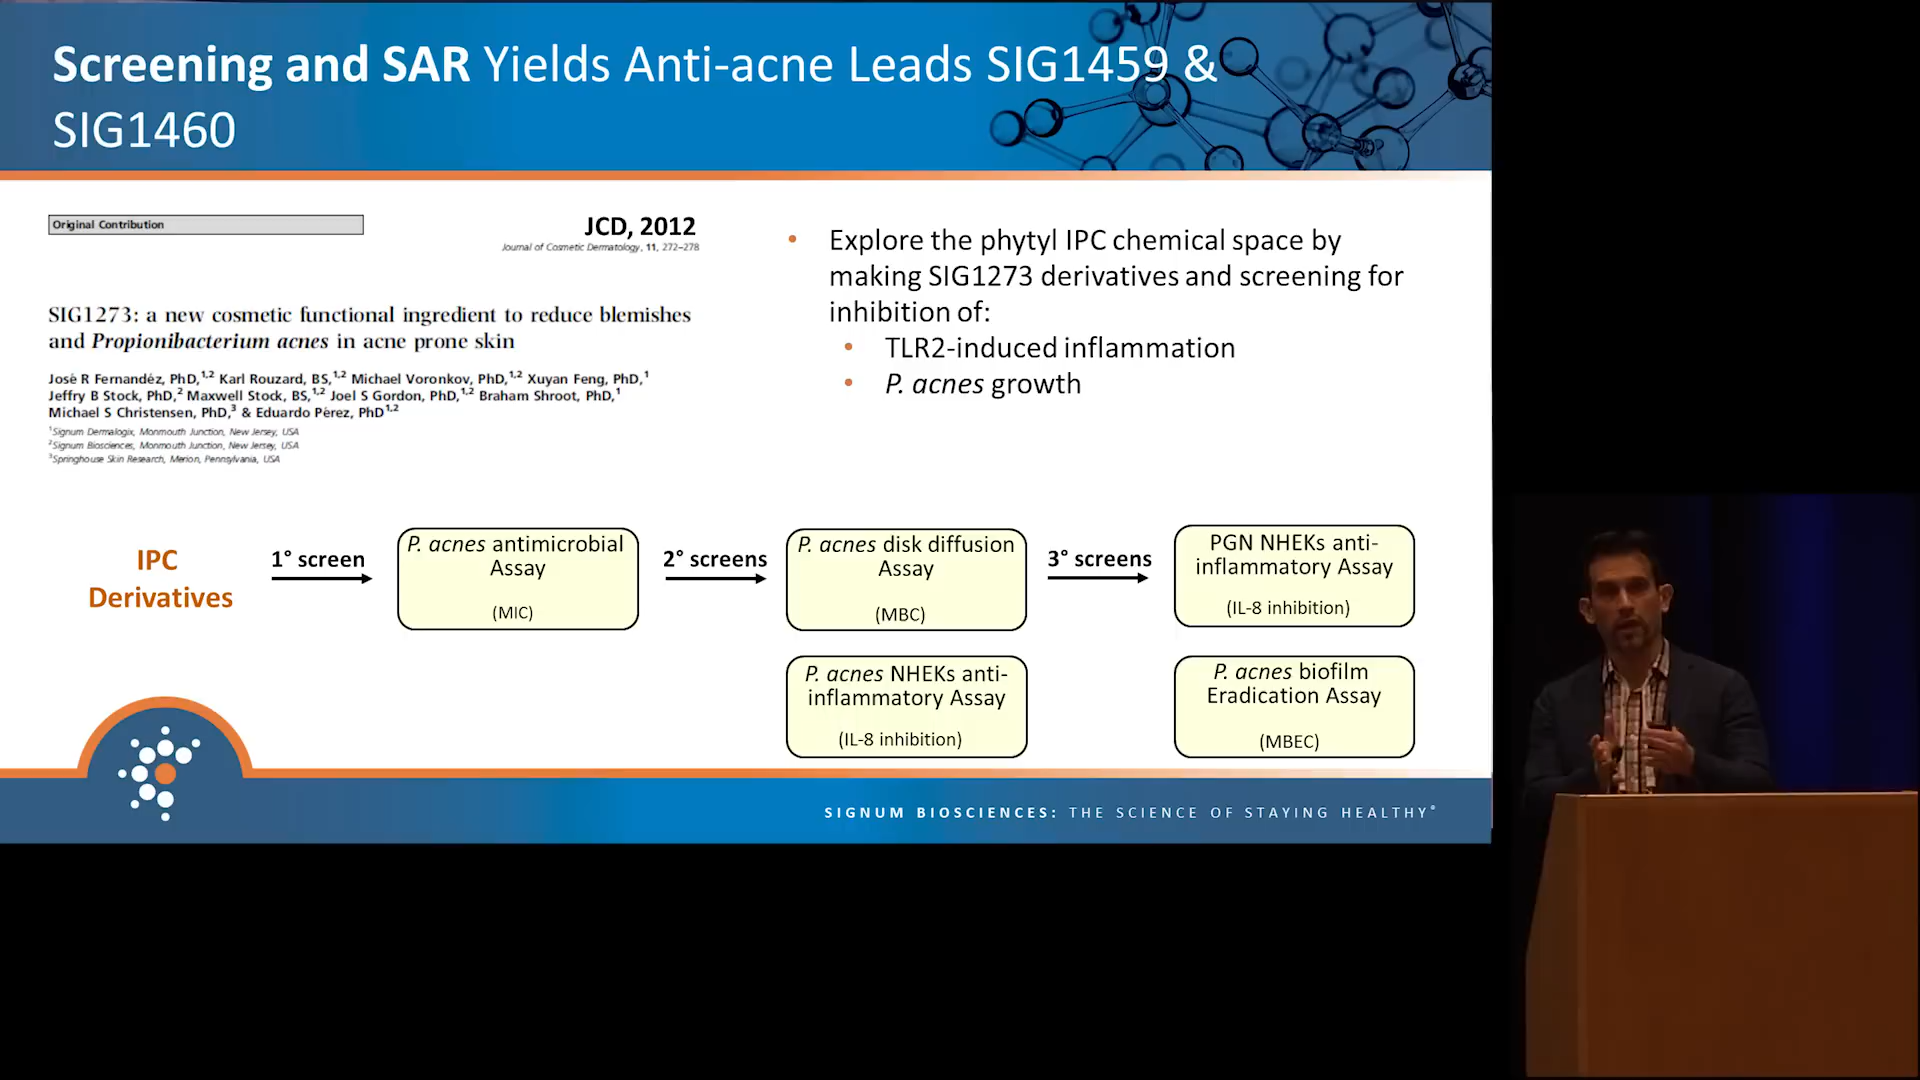 Screening and SAR Yields Anti-acne Leads SIG1459 &
SIG1460
Original Contribution
JCD, 2012
Journal of Cosmetic Dermatology, 11, 272–278
SIG1273: a new cosmetic functional ingredient to reduce blemishes
and Propionibacterium acnes in acne prone skin
José R Fernandéz, PhD,1,2 Karl Rouzard, BS,1,2 Michael Voronkov, PhD,1,2 Xuyan Feng, PhD,1
Jeffry B Stock, PhD,2 Maxwell Stock, BS,1,2 Joel S Gordon, PhD,1,2 Braham Shroot, PhD,1
Michael S Christensen, PhD,3 & Eduardo Pérez, PhD1,2
1Signum Dermalogix, Monmouth Junction, New Jersey, USA
2Signum Biosciences, Monmouth Junction, New Jersey, USA
3Springhouse Skin Research, Merion, Pennsylvania, USA
• Explore the phytyl IPC chemical space by
making SIG1273 derivatives and screening for
inhibition of:
• TLR2-induced inflammation
• P. acnes growth
IPC
Derivatives
1° screen
P. acnes antimicrobial
Assay
(MIC)
2° screens
P. acnes disk diffusion
Assay
(MBC)
P. acnes NHEKs anti-
inflammatory Assay
(IL-8 inhibition)
3° screens
PGN NHEKs anti-
inflammatory Assay
(IL-8 inhibition)
P. acnes biofilm
Eradication Assay
(MBEC)
SIGNUM BIOSCIENCES: THE SCIENCE OF STAYING HEALTHY®